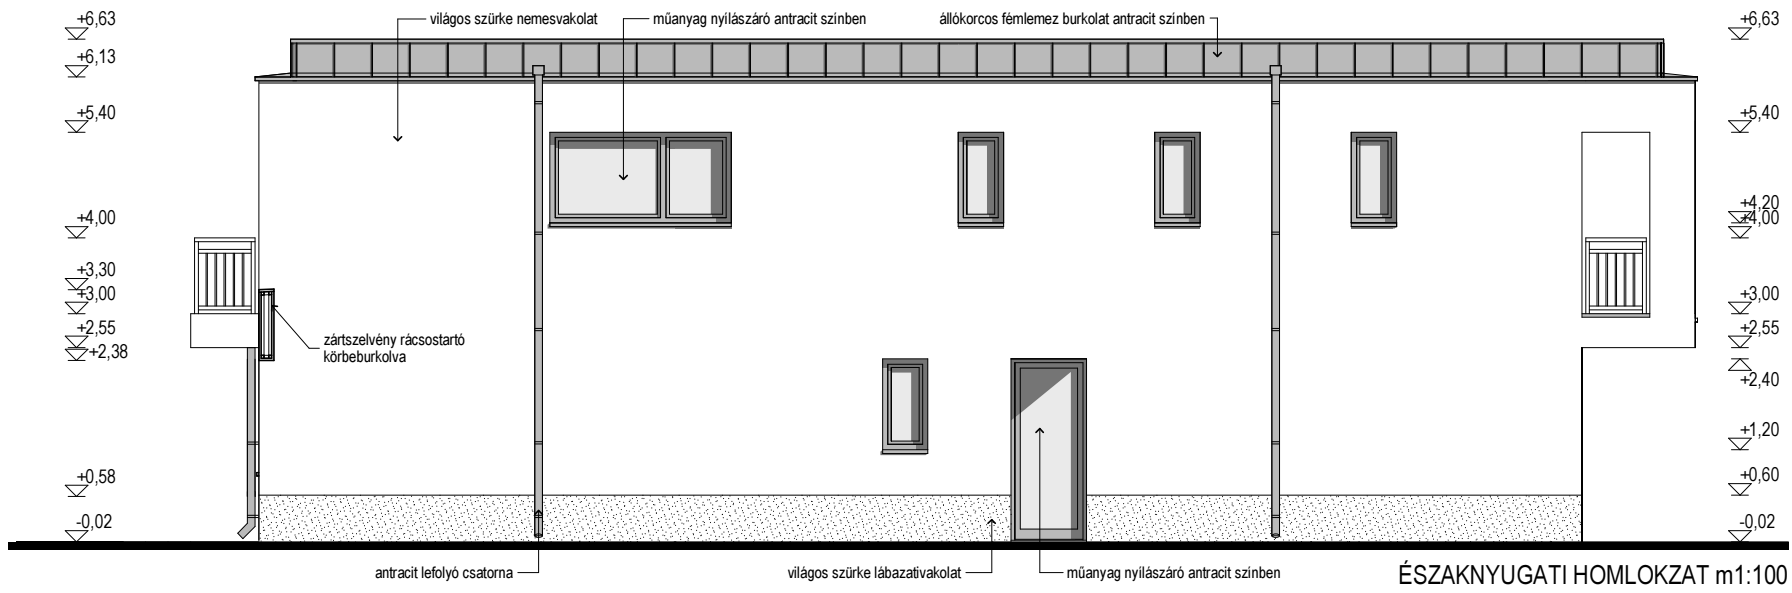 +6,63
világos szürke nemesvakolat
műanyag nyílászáró antracit színben
állókorcos fémlemez burkolat antracit színben
+6,63
+6,13
+6,13
+5,40
+5,40
+4,00
+4,20
+4,00
+3,30
+3,00
+3,00
+2,55
zártszelvény rácsostartó
körbeburkolva
+2,55
+2,38
+2,40
+1,20
+0,58
+0,60
-0,02
-0,02
antracit lefolyó csatorna
világos szürke lábazativakolat
műanyag nyílászáró antracit színben
ÉSZAKNYUGATI HOMLOKZAT m1:100